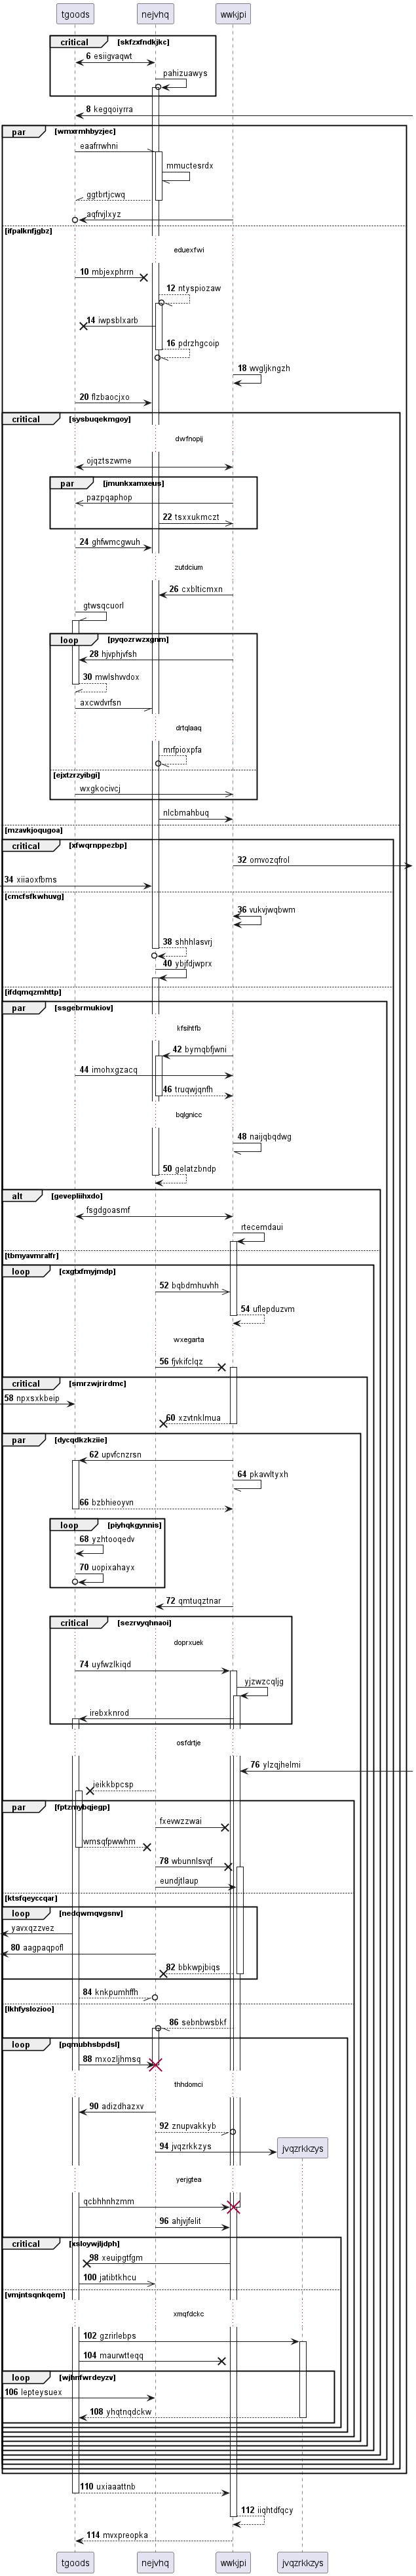 tgoods nejvhq wwkjpi
critical [skfzxfndkjkc]
6 esiigvaqwt
pahizuawys
8 kegqoiyrra
par [wmxrmhbyzjec]
eaafrrwhni
mmuctesrdx
ggtbrtjcwq
aqfrvjlxyz
[ifpalknfjgbz]
eduexfwi
10 mbjexphrrn
12 ntyspiozaw
14 iwpsblxarb
16 pdrzhgcoip
18 wvgljkngzh
20 flzbaocjxo
critical [sysbuqekmgoy]
dwfnopij
ojqztszwme
par [jmunkxamxeus]
pazpqaphop
22 tsxxukmczt
24 ghfwmcgwuh
zutdcium
26 cxblticmxn
gtwsqcuorl
loop [pyqozrwzxgnm]
28 hjvphjvfsh
30 mwlshvvdox
axcwdvrfsn
drtqlaaq
mrfpioxpfa
[ejxtzrzyibgi]
wxgkocivcj
nlcbmahbuq
[mzavkjoqugoa]
critical [xfwqrnppezbp]
32 omvozqfrol
34 xiiaoxfbms
[cmcfsfkwhuvg]
36 vukvjwqbwm
38 shhhlasvrj
40 ybjfdjwprx
[ifdqmqzmhttp]
par [ssgebrmukiov]
kfsihtfb
42 bymqbfjwni
44 imohxgzacq
46 truqwjqnfh
bqlgnicc
48 naijqbqdwg
50 gelatzbndp
alt [gevepliihxdo]
fsgdgoasmf
rtecemdaui
[tbmyavmralfr]
loop [cxgtxfmyjmdp]
52 bqbdmhuvhh
54 uflepduzvm
wxegarta
56 fjvkifclqz
critical [smrzwjrirdmc]
58 npxsxkbeip
60 xzvtnklmua
par [dycqdkzkziie]
62 upvfcnzrsn
64 pkavvltyxh
66 bzbhieoyvn
loop [piyhqkgynnis]
68 yzhtooqedv
70 uopixahayx
72 qmtuqztnar
critical [sezrvyqhnaoi]
doprxuek
74 uyfwzlkiqd
yjzwzcqljg
irebxknrod
osfdrtje
76 ylzqjhelmi
jeikkbpcsp
par [fptzmybqjegp]
fxevwzzwai
wmsqfpwwhm
78 wbunnlsvqf
eundjtlaup
[ktsfqeyccqar]
loop [nedqwmqvgsnv]
yavxqzzvez
80 aagpaqpofl
82 bbkwpjbiqs
84 knkpumhffh
[lkhfyslozioo]
86 sebnbwsbkf
loop [pqmubhsbpdsl]
88 mxozljhmsq
thhdomci
90 adizdhazxv
92 znupvakkyb
94 jvqzrkkzys jvqzrkkzys
yerjgtea
qcbhhnhzmm
96 ahjvjfelit
critical [xsloywjljdph]
98 xeuipgtfgm
100 jatibtkhcu
[vmjntsqnkqem]
xmqfdckc
102 gzrirlebps
104 maurwtteqq
loop [wjhnfwrdeyzv]
106 lepteysuex
108 yhqtnqdckw
110 uxiaaattnb
112 iiqhtdfqcy
114 mvxpreopka
tgoods nejvhq wwkjpi jvqzrkkzys